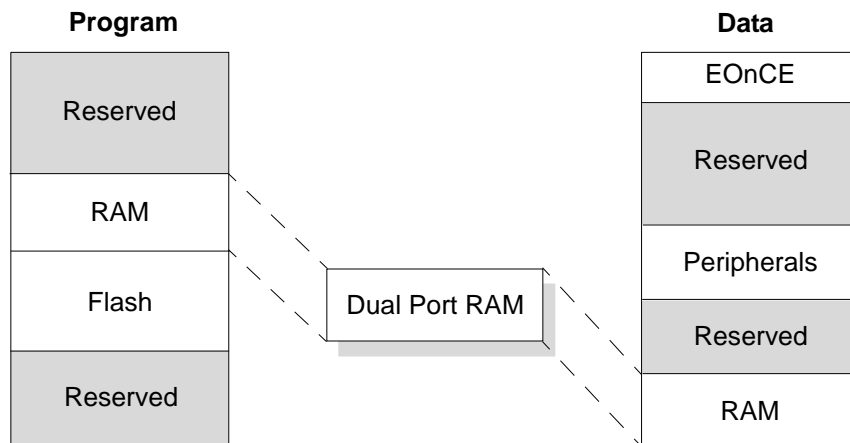 Program
Reserved
RAM
Flash
Reserved
Dual Port RAM
Data
EOnCE
Reserved
Peripherals
Reserved
RAM